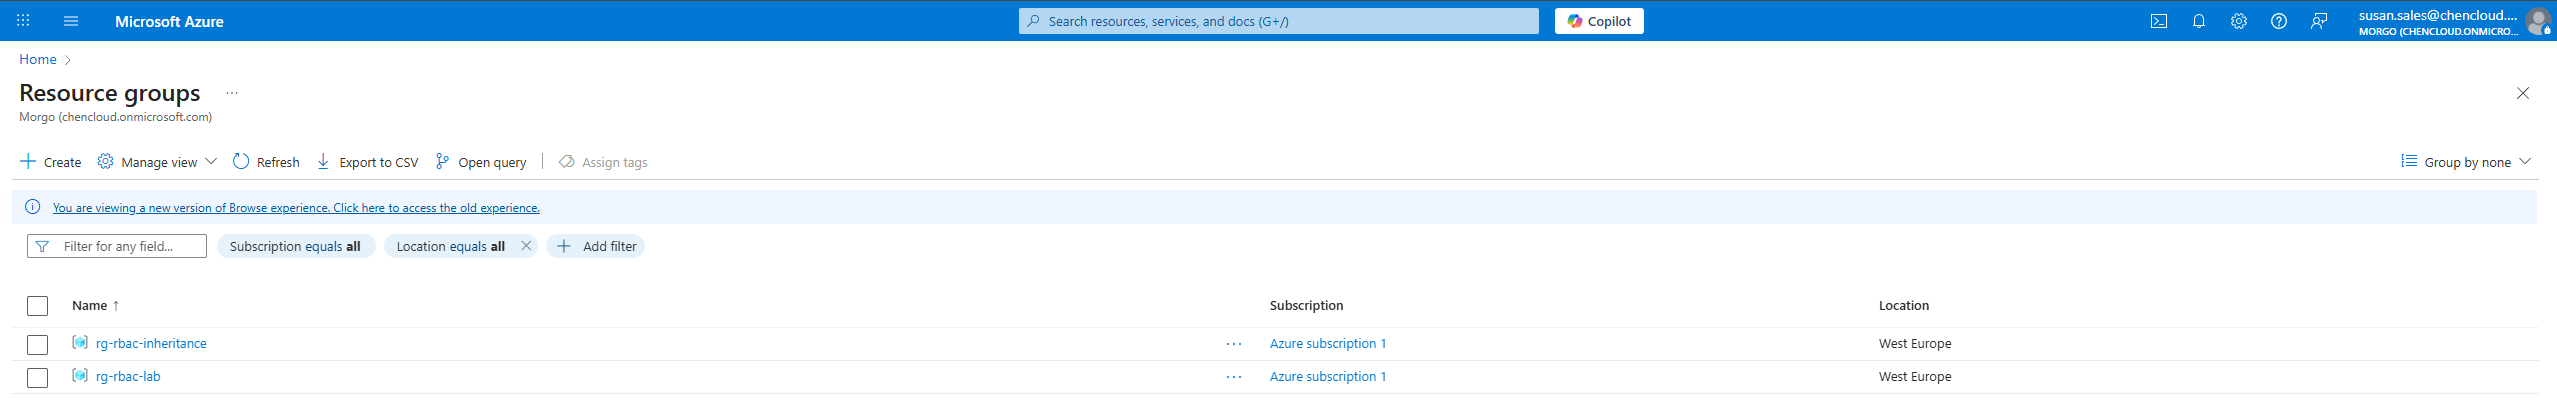 Microsoft Azure
Search resources, services, and docs (G+/)
Copilot
susan.sales@chencloud....
MORGO (CHENCLOUD.ONMICRO...
Home
Resource groups
Morgo (chencloud.onmicrosoft.com)
Create Manage view Refresh Export to CSV Open query Assign tags Group by none
You are viewing a new version of Browse experience. Click here to access the old experience.
Filter for any field... Subscription equals all Location equals all Add filter
Name ↑ Subscription Location
rg-rbac-inheritance ... Azure subscription 1 West Europe
rg-rbac-lab ... Azure subscription 1 West Europe